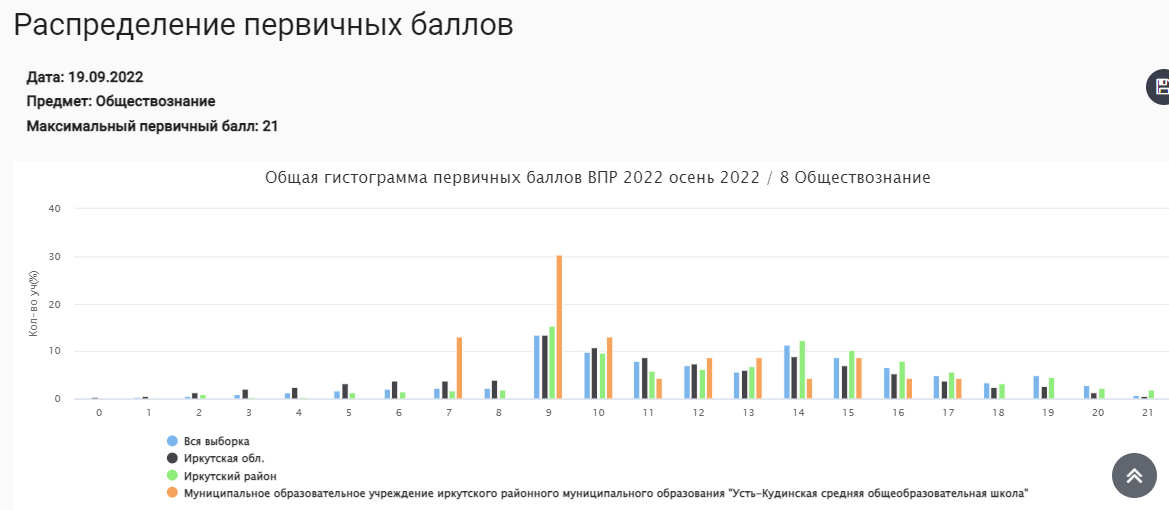 Распределение первичных баллов
Дата: 19.09.2022
Предмет: Обществознание
Максимальный первичный балл: 21
Общая гистограмма первичных баллов ВПР 2022 осень 2022 / 8 Обществознание
40
30
20
10
0
Кол-во уч(%)
0 1 2 3 4 5 6 7 8 9 10 11 12 13 14 15 16 17 18 19 20 21
Вся выборка
Иркутская обл.
Иркутский район
Муниципальное образовательное учреждение иркутского районного муниципального образования "Усть-Кудинская средняя общеобразовательная школа"